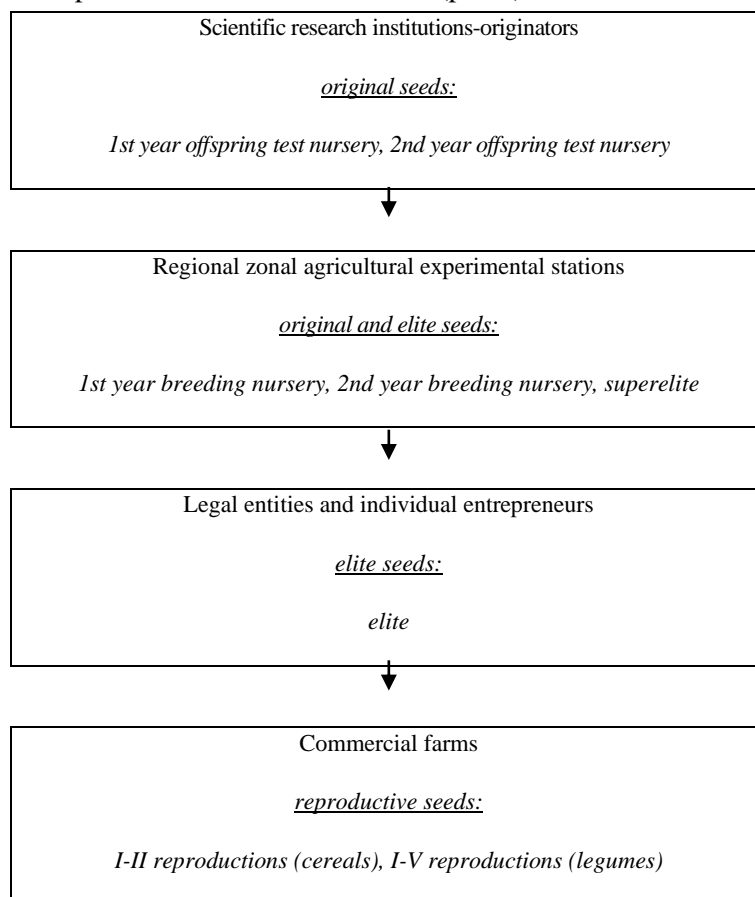 Scientific research institutions-originators
original seeds:
1st year offspring test nursery, 2nd year offspring test nursery
Regional zonal agricultural experimental stations
original and elite seeds:
1st year breeding nursery, 2nd year breeding nursery, superelite
Legal entities and individual entrepreneurs
elite seeds:
elite
Commercial farms
reproductive seeds:
I-II reproductions (cereals), I-V reproductions (legumes)